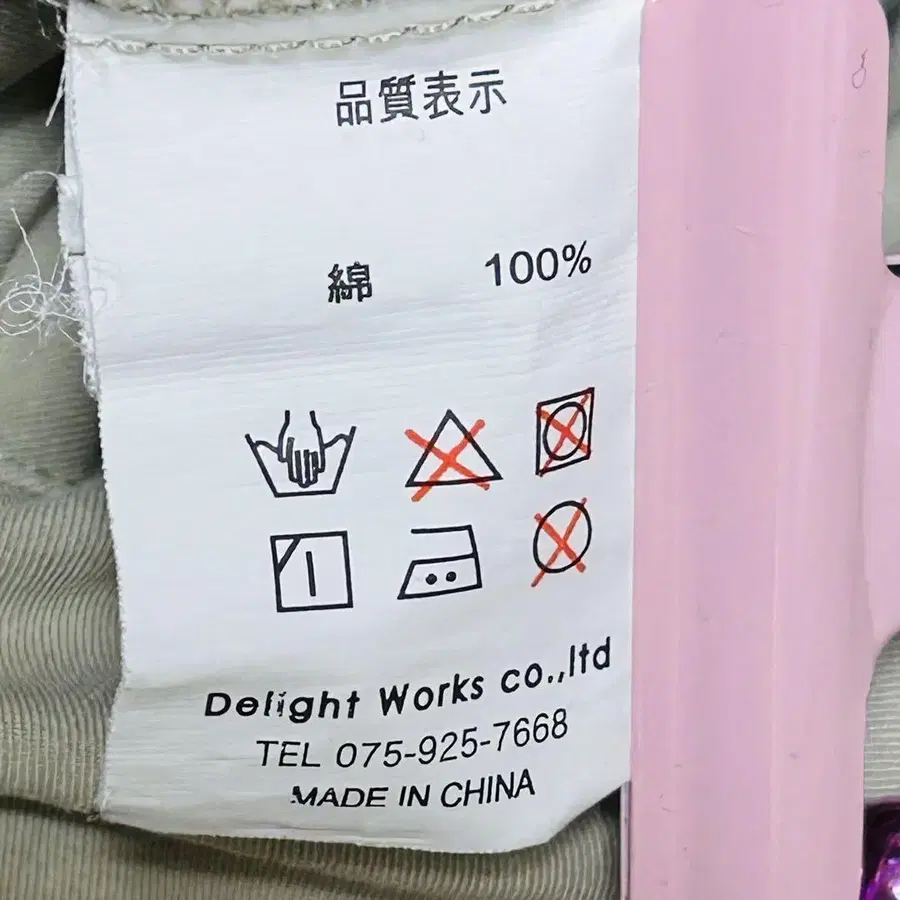 品質表示
綿 100%
Delight Works co.,ltd
TEL 075-925-7668
MADE IN CHINA